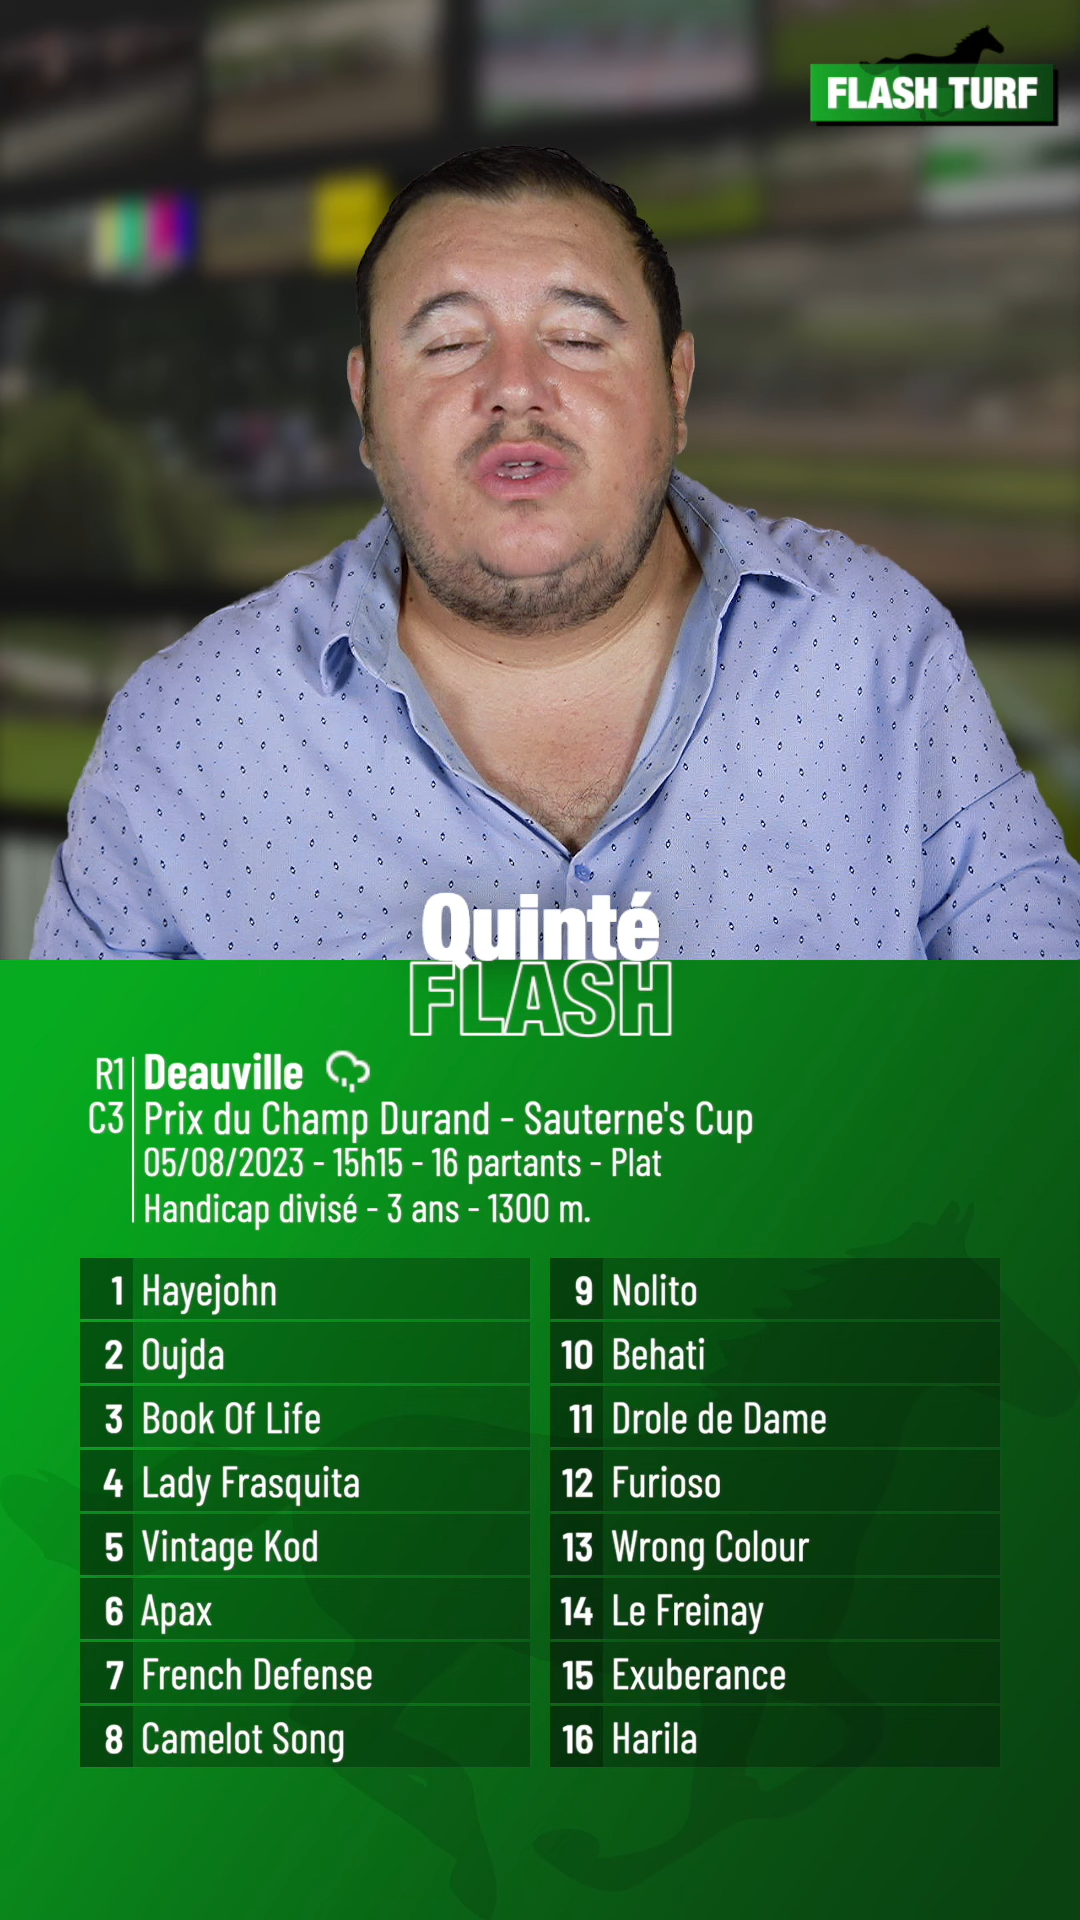 FLASH TURF
Quinté
FLASH
R1 Deauville
C3 Prix du Champ Durand - Sauterne's Cup
05/08/2023 - 15h15 - 16 partants - Plat
Handicap divisé - 3 ans - 1300 m.
1 Hayejohn
2 Oujda
3 Book Of Life
4 Lady Frasquita
5 Vintage Kod
6 Apax
7 French Defense
8 Camelot Song
9 Nolito
10 Behati
11 Drole de Dame
12 Furioso
13 Wrong Colour
14 Le Freinay
15 Exuberance
16 Harila